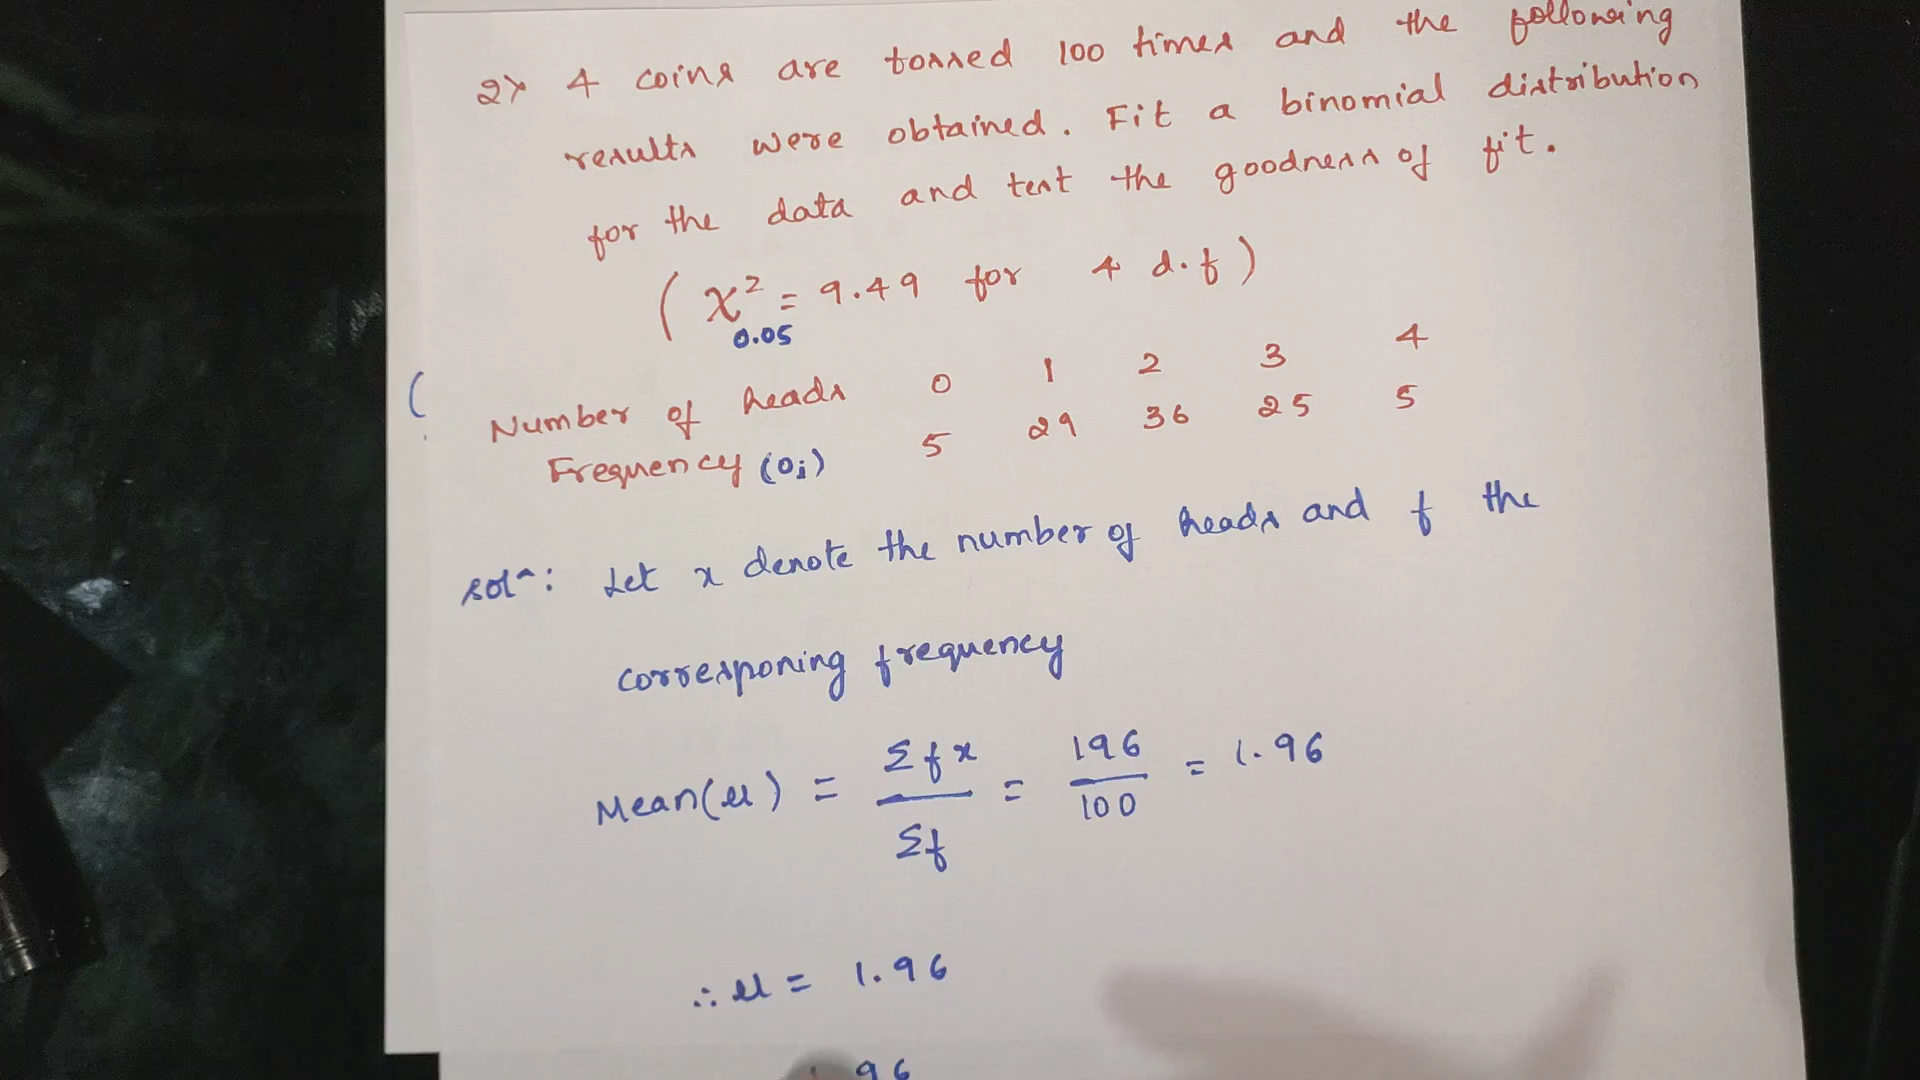 2) 4 coins are tossed 100 times and the following
results were obtained. Fit a binomial distribution
for the data and test the goodness of fit.
( χ²0.05 = 9.49 for 4 d.f )
(
Number of heads 0 1 2 3 4
Frequency (Oi) 5 29 36 25 5
solⁿ: Let x denote the number of heads and f the
corresponing frequency
Mean(μ) = Σfx / Σf = 196 / 100 = 1.96
∴ μ = 1.96
96